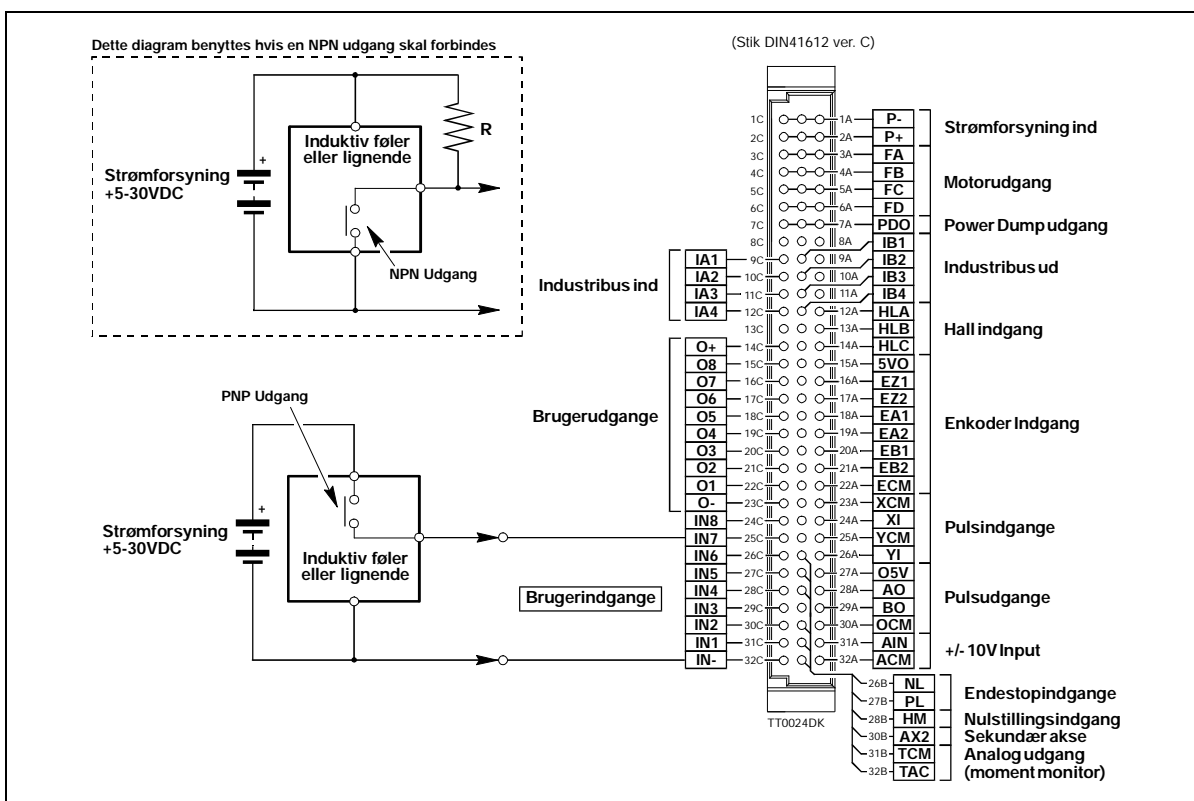 Dette diagram benyttes hvis en NPN udgang skal forbindes
Strømforsyning
+5-30VDC
+
Induktiv føler
eller lignende
R
NPN Udgang
PNP Udgang
Strømforsyning
+5-30VDC
+
Induktiv føler
eller lignende
(Stik DIN41612 ver. C)
1C 1A P-
2C 2A P+
Strømforsyning ind
3C 3A FA
4C 4A FB
5C 5A FC
6C 6A FD
Motorudgang
7C 7A PDO
Power Dump udgang
8C 8A IB1
IA1 9C 9A IB2
IA2 10C 10A IB3
IA3 11C 11A IB4
Industribus ind
Industribus ud
IA4 12C 12A HLA
13C 13A HLB
O+ 14C 14A HLC
Hall indgang
O8 15C 15A 5VO
O7 16C 16A EZ1
O6 17C 17A EZ2
O5 18C 18A EA1
Brugerudgange
Enkoder Indgang
O4 19C 19A EA2
O3 20C 20A EB1
O2 21C 21A EB2
O1 22C 22A ECM
O- 23C 23A XCM
IN8 24C 24A XI
IN7 25C 25A YCM
IN6 26C 26A YI
Pulsindgange
IN5 27C 27A O5V
IN4 28C 28A AO
IN3 29C 29A BO
IN2 30C 30A OCM
Brugerindgange
Pulsudgange
IN1 31C 31A AIN
IN- 32C 32A ACM
+/- 10V Input
26B NL
27B PL
Endestopindgange
28B HM Nulstillingsindgang
30B AX2 Sekundær akse
31B TCM Analog udgang
32B TAC (moment monitor)
TT0024DK